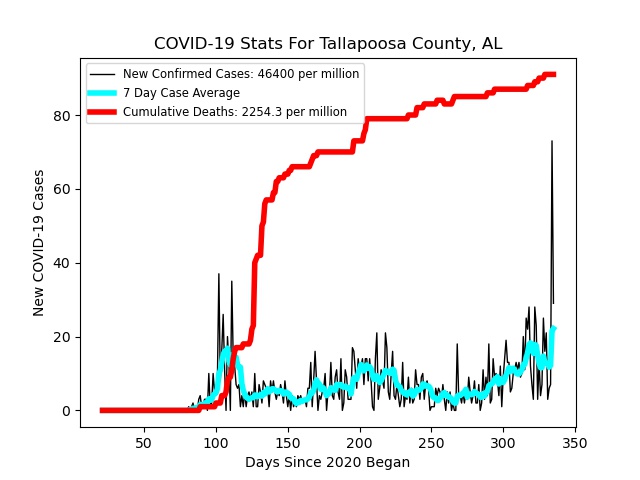 COVID-19 Stats For Tallapoosa County, AL
New Confirmed Cases: 46400 per million
7 Day Case Average
Cumulative Deaths: 2254.3 per million
New COVID-19 Cases
80
60
40
20
0
50 100 150 200 250 300 350
Days Since 2020 Began